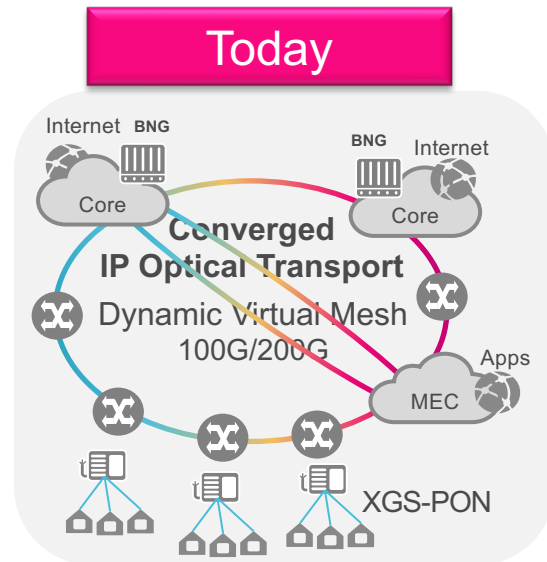 Today
Internet BNG
BNG Internet
Core
Core
Converged
IP Optical Transport
Dynamic Virtual Mesh
100G/200G
Apps
MEC
XGS-PON